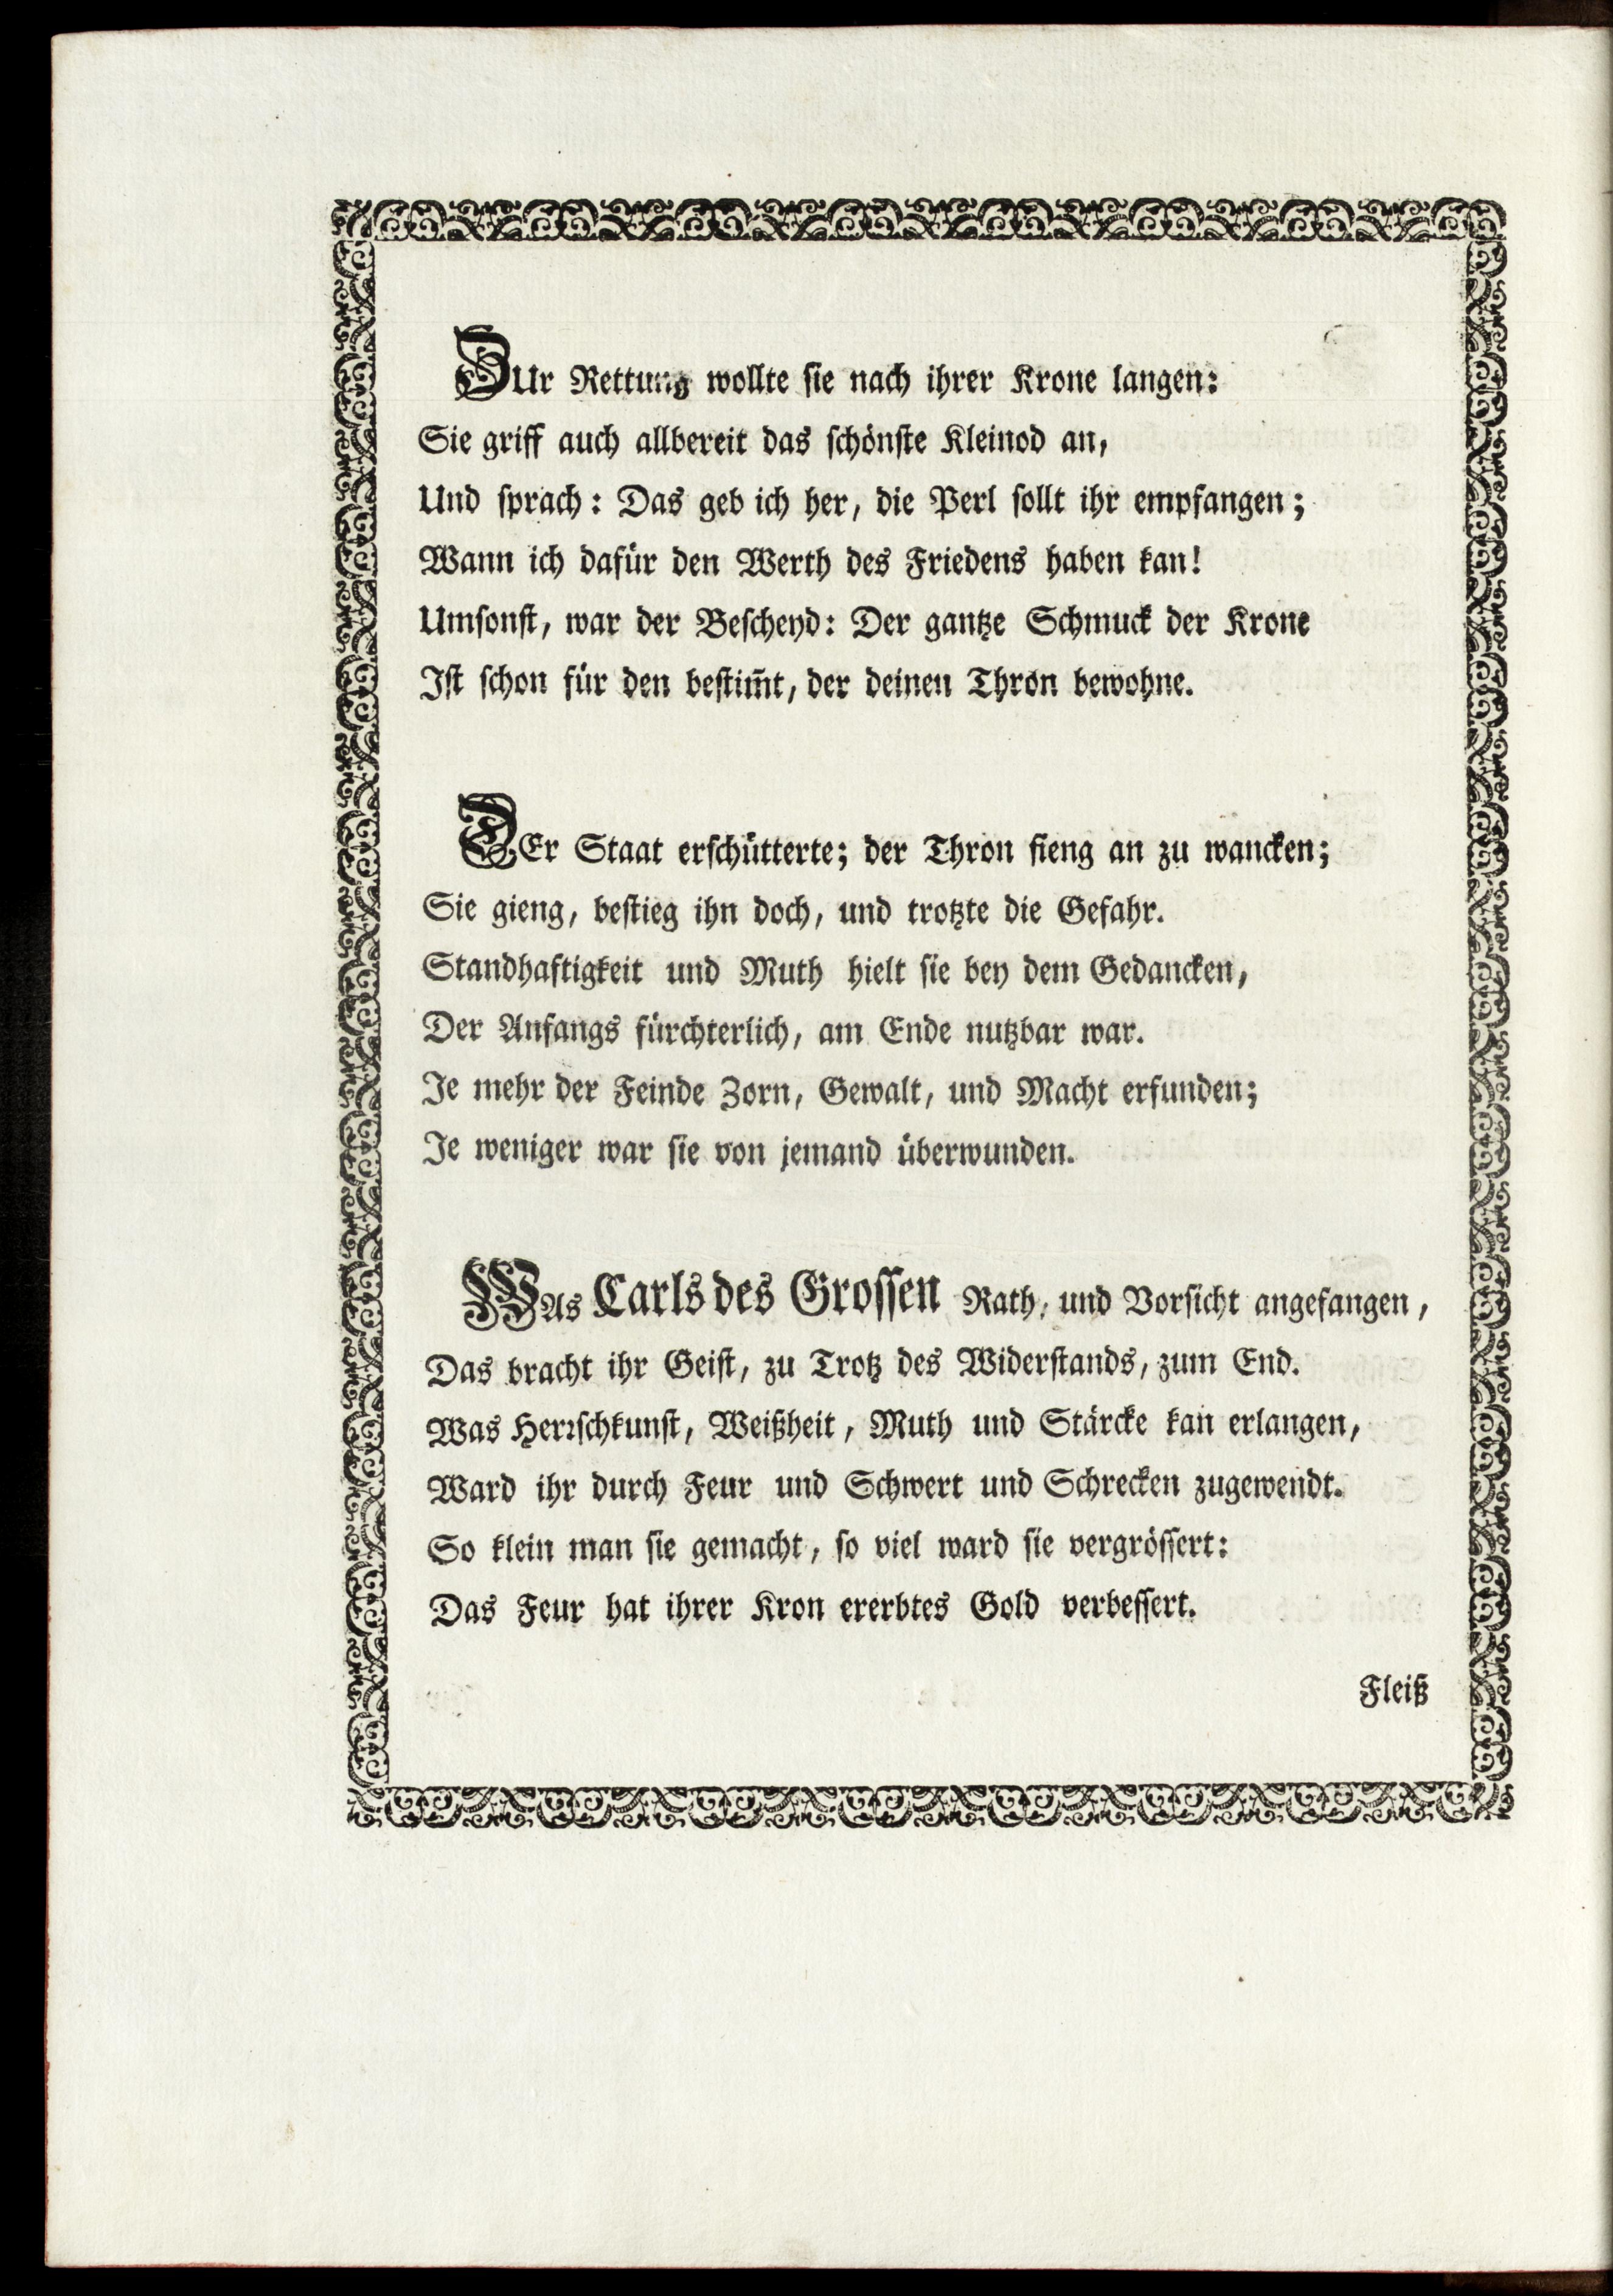 ZUr Rettung wollte sie nach ihrer Krone langen:
Sie griff auch allbereit das schönste Kleinod an,
Und sprach: Das geb ich her, die Perl sollt ihr empfangen;
Wann ich dafür den Werth des Friedens haben kan!
Umsonst, war der Bescheyd: Der gantze Schmuck der Krone
Ist schon für den bestim̃t, der deinen Thron bewohne.
DEr Staat erschütterte; der Thron fieng an zu wancken;
Sie gieng, bestieg ihn doch, und trotzte die Gefahr.
Standhaftigkeit und Muth hielt sie bey dem Gedancken,
Der Anfangs fürchterlich, am Ende nutzbar war.
Je mehr der Feinde Zorn, Gewalt, und Macht erfunden;
Je weniger war sie von jemand überwunden.
WAs Carls des Grossen Rath, und Vorsicht angefangen,
Das bracht ihr Geist, zu Trotz des Widerstands, zum End.
Was Herrschkunst, Weißheit, Muth und Stärcke kan erlangen,
Ward ihr durch Feur und Schwert und Schrecken zugewendt.
So klein man sie gemacht, so viel ward sie vergrössert:
Das Feur hat ihrer Kron ererbtes Gold verbessert.
Fleiß